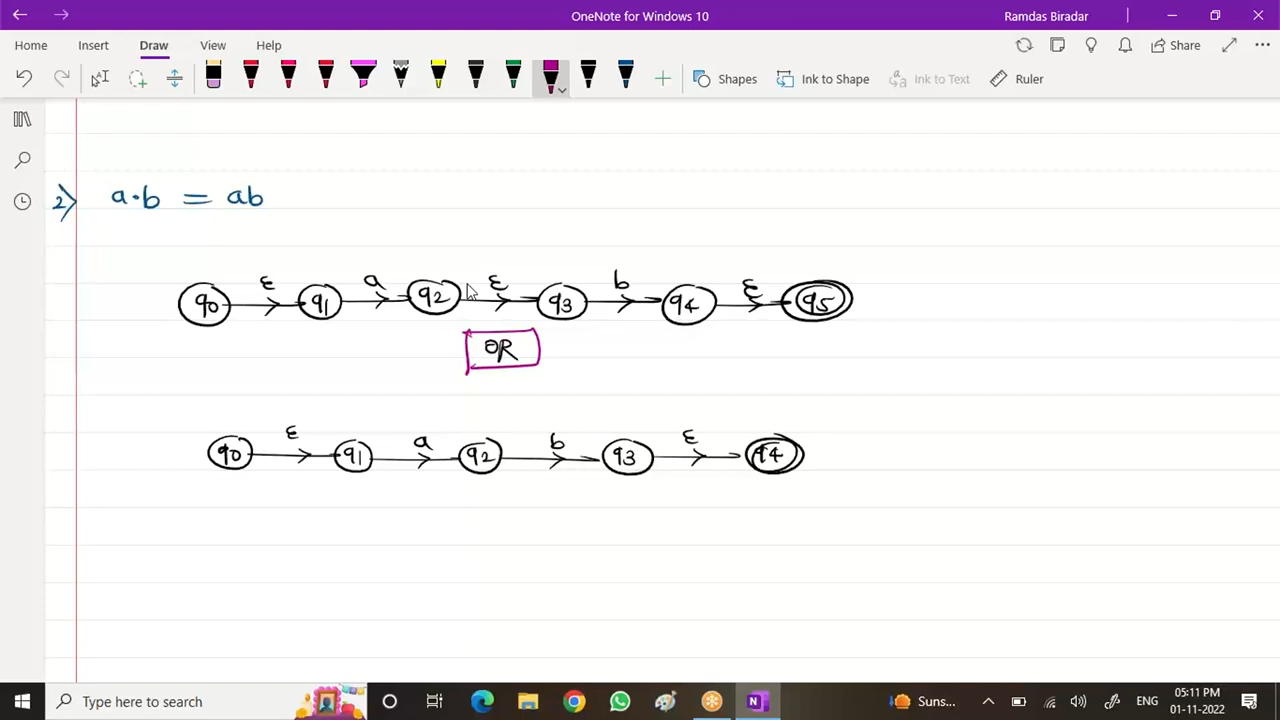 OneNote for Windows 10
Ramdas Biradar
Home Insert Draw View Help
Share
Shapes Ink to Shape Ink to Text Ruler
2) a·b = ab
q0 ε q1 a q2 ε q3 b q4 ε q5
OR
q0 ε q1 a q2 b q3 ε q4
Type here to search
Suns...
ENG
05:11 PM
01-11-2022